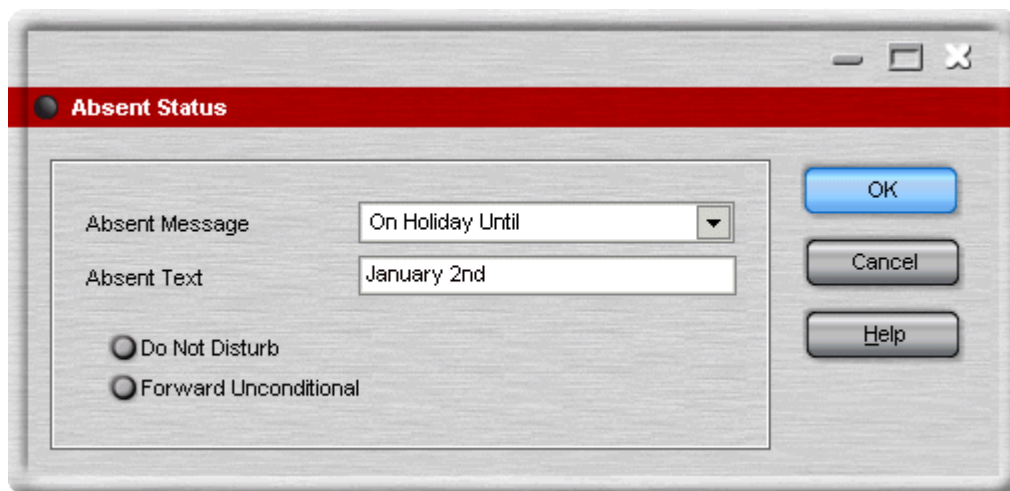 Absent Status
Absent Message
On Holiday Until
Absent Text
January 2nd
Do Not Disturb
Forward Unconditional
OK
Cancel
Help